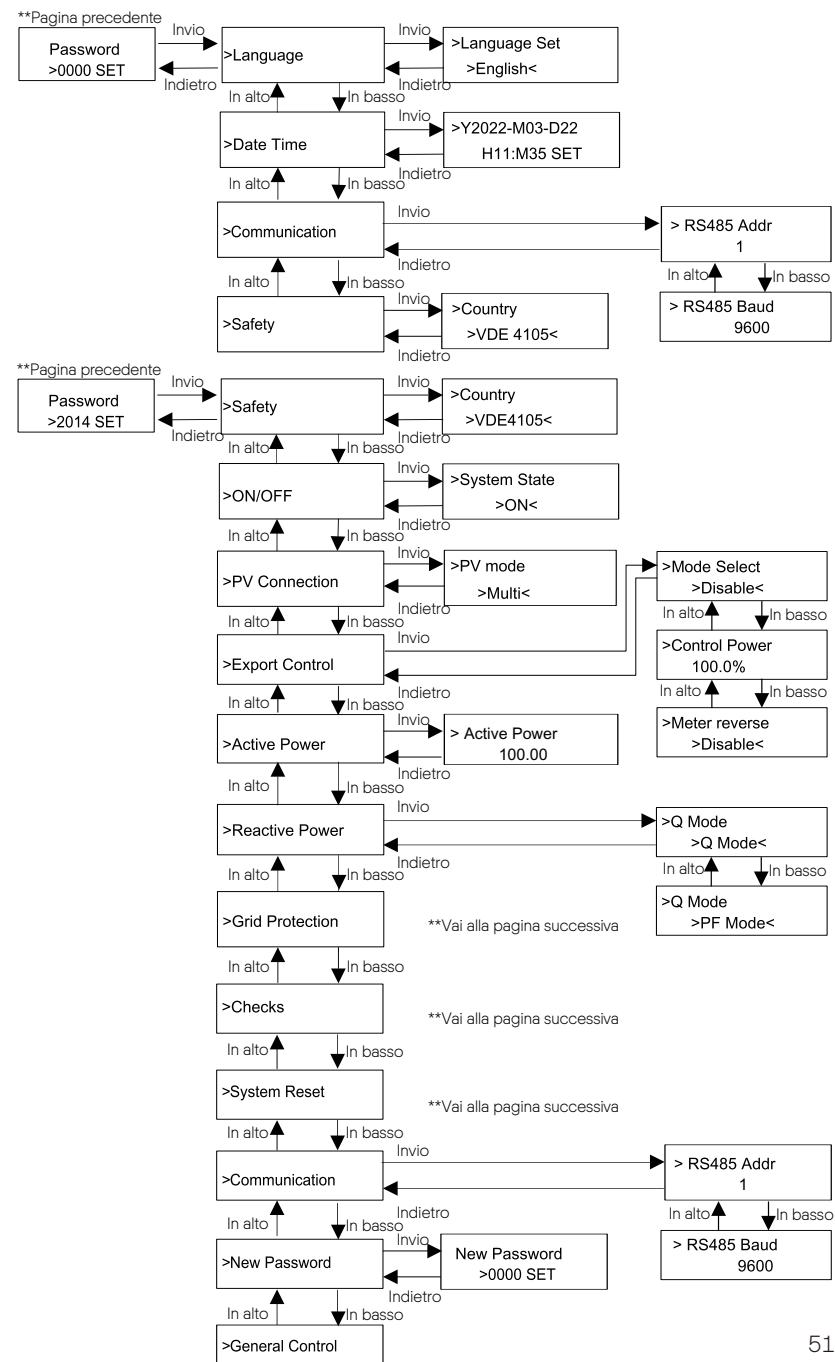 **Pagina precedente
Password
>0000 SET
Invio
Indietro
>Language
Invio
Indietro
>Language Set
>English<
In alto
In basso
>Date Time
Invio
Indietro
>Y2022-M03-D22
H11:M35 SET
In alto
In basso
>Communication
Invio
Indietro
> RS485 Addr
1
In alto
In basso
> RS485 Baud
9600
In alto
In basso
>Safety
Invio
Indietro
>Country
>VDE 4105<
**Pagina precedente
Password
>2014 SET
Invio
Indietro
>Safety
Invio
Indietro
>Country
>VDE4105<
In alto
In basso
>ON/OFF
Invio
Indietro
>System State
>ON<
In alto
In basso
>PV Connection
Invio
Indietro
>PV mode
>Multi<
In alto
In basso
>Export Control
Invio
Indietro
>Mode Select
>Disable<
In alto
In basso
>Control Power
100.0%
In alto
In basso
>Meter reverse
>Disable<
In alto
In basso
>Active Power
Invio
Indietro
> Active Power
100.00
In alto
In basso
>Reactive Power
Invio
Indietro
>Q Mode
>Q Mode<
In alto
In basso
>Q Mode
>PF Mode<
In alto
In basso
>Grid Protection
**Vai alla pagina successiva
In alto
In basso
>Checks
**Vai alla pagina successiva
In alto
In basso
>System Reset
**Vai alla pagina successiva
In alto
In basso
>Communication
Invio
Indietro
> RS485 Addr
1
In alto
In basso
> RS485 Baud
9600
In alto
In basso
>New Password
Invio
Indietro
New Password
>0000 SET
In alto
In basso
>General Control
51